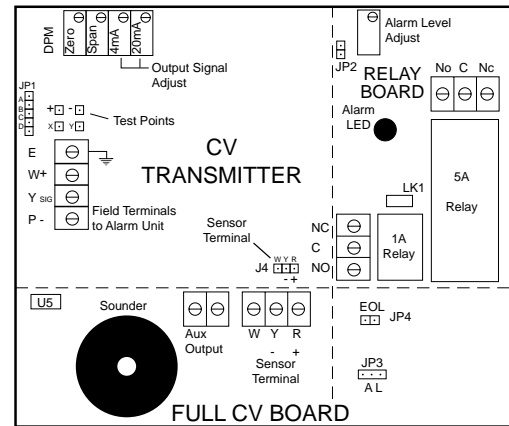 DPM
Zero
Span
4mA
20mA
Output Signal
Adjust
Alarm Level
Adjust
JP2
RELAY
BOARD
No C Nc
JP1
A
B
C
D
+ -
X Y
Test Points
Alarm
LED
CV
TRANSMITTER
E
W+
Y SIG
P -
Field Terminals
to Alarm Unit
LK1
5A
Relay
Sensor
Terminal
W Y R
J4
- +
NC
C
NO
1A
Relay
U5
Sounder
Aux
Output
W Y R
- +
Sensor
Terminal
EOL
JP4
JP3
A L
FULL CV BOARD